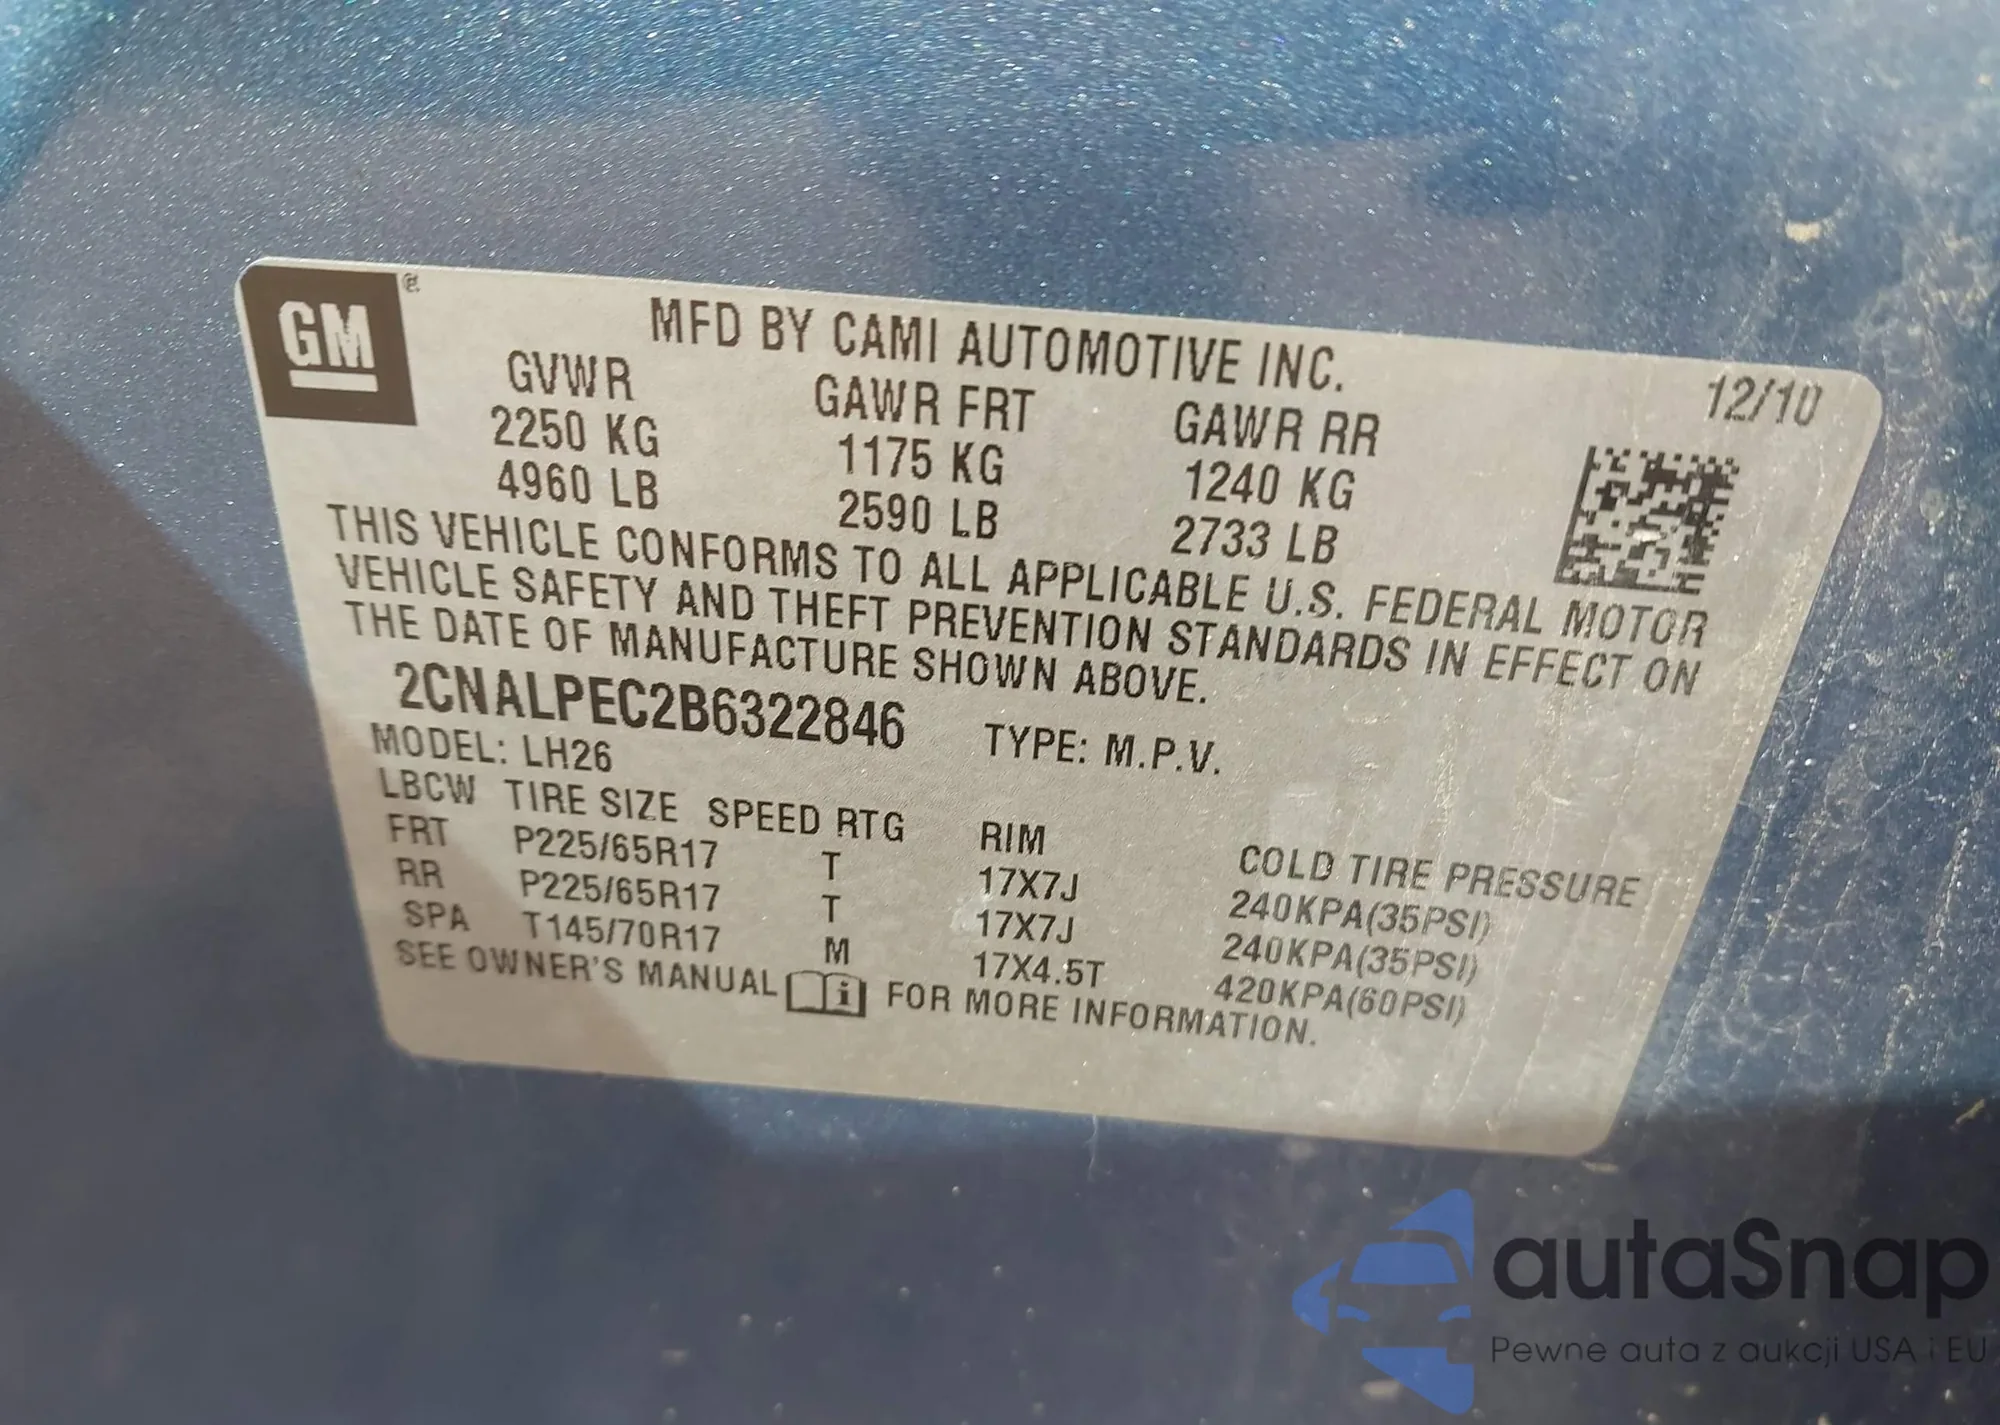 GM ®
MFD BY CAMI AUTOMOTIVE INC.
12/10
GVWR GAWR FRT GAWR RR
2250 KG 1175 KG 1240 KG
4960 LB 2590 LB 2733 LB
THIS VEHICLE CONFORMS TO ALL APPLICABLE U.S. FEDERAL MOTOR
VEHICLE SAFETY AND THEFT PREVENTION STANDARDS IN EFFECT ON
THE DATE OF MANUFACTURE SHOWN ABOVE.
2CNALPEC2B6322846 TYPE: M.P.V.
MODEL: LH26
LBCW TIRE SIZE SPEED RTG RIM COLD TIRE PRESSURE
FRT P225/65R17 T 17X7J 240KPA(35PSI)
RR P225/65R17 T 17X7J 240KPA(35PSI)
SPA T145/70R17 M 17X4.5T 420KPA(60PSI)
SEE OWNER'S MANUAL i FOR MORE INFORMATION.
autaSnap
Pewne auta z aukcji USA i EU